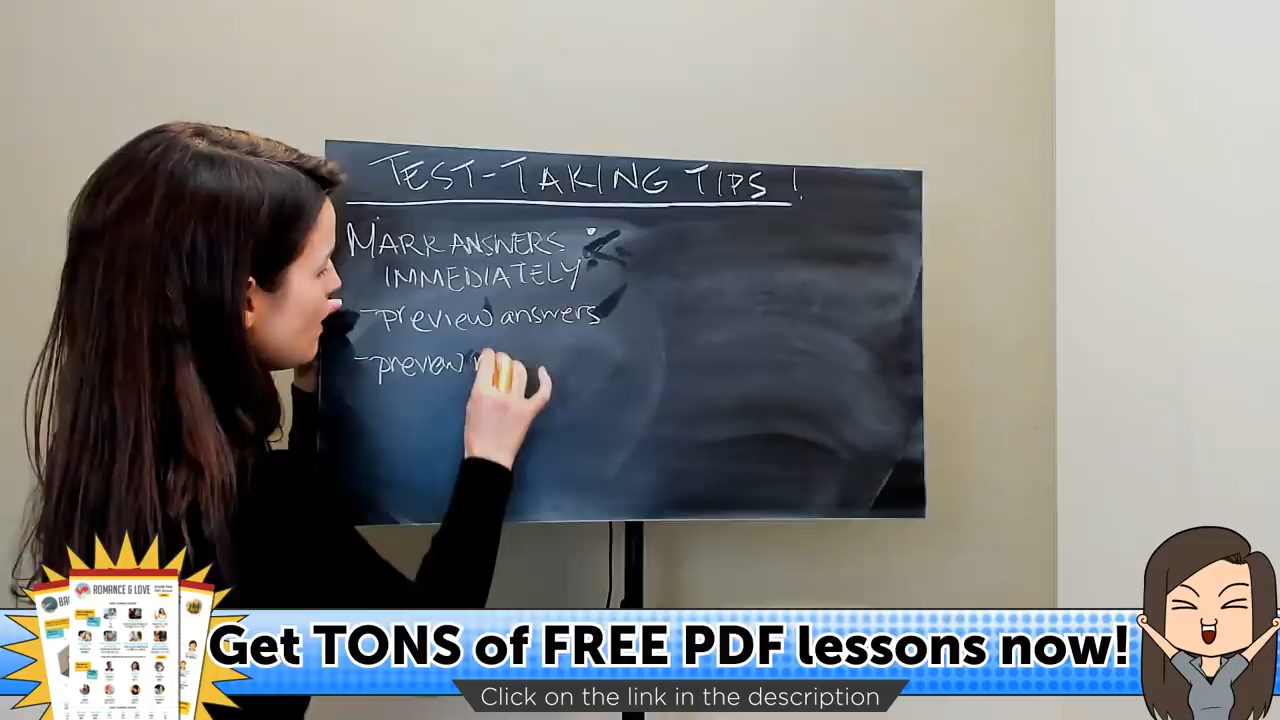 TEST-TAKING TIPS!
MARK ANSWERS
IMMEDIATELY
-preview answers
-preview
ROMANCE & LOVE
Get TONS of FREE PDF lessons now!
Click on the link in the description